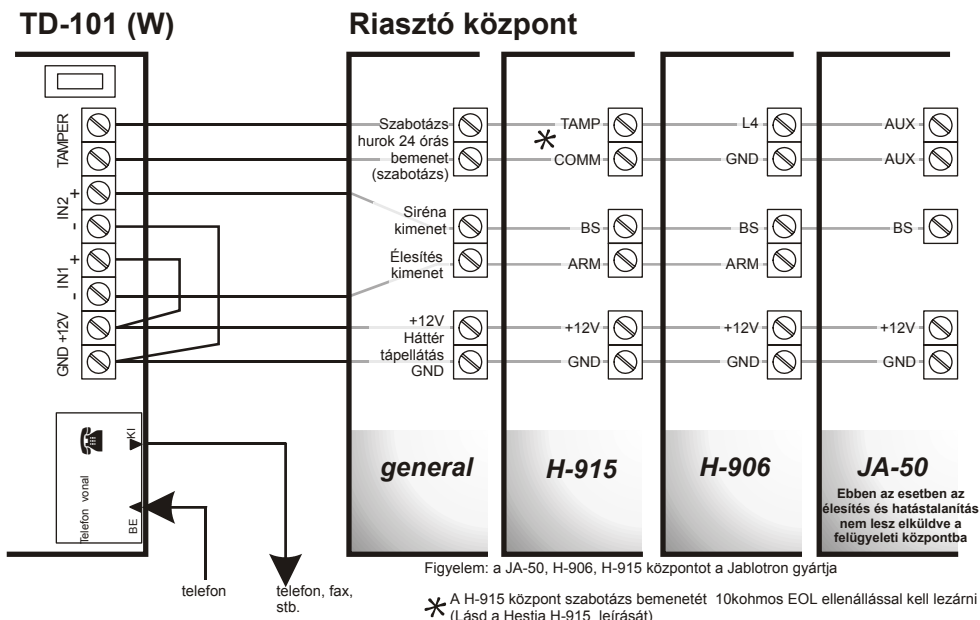 TD-101 (W)
Riasztó központ
TAMPER
IN2
+
-
IN1
+
-
+12V
GND
KI
Telefon vonal
BE
telefon
telefon, fax,
stb.
Szabotázs
hurok 24 órás
bemenet
(szabotázs)
Siréna
kimenet
Élesítés
kimenet
+12V
Háttér
tápellátás
GND
general
TAMP
COMM
BS
ARM
+12V
GND
H-915
L4
GND
BS
ARM
+12V
GND
H-906
AUX
AUX
BS
+12V
GND
JA-50
Ebben az esetben az
élesítés és hatástalanítás
nem lesz elküldve a
felügyeleti központba
Figyelem: a JA-50, H-906, H-915 központot a Jablotron gyártja
* A H-915 központ szabotázs bemenetét 10kohmos EOL ellenállással kell lezárni
(Lásd a Hestia H-915 leírását)